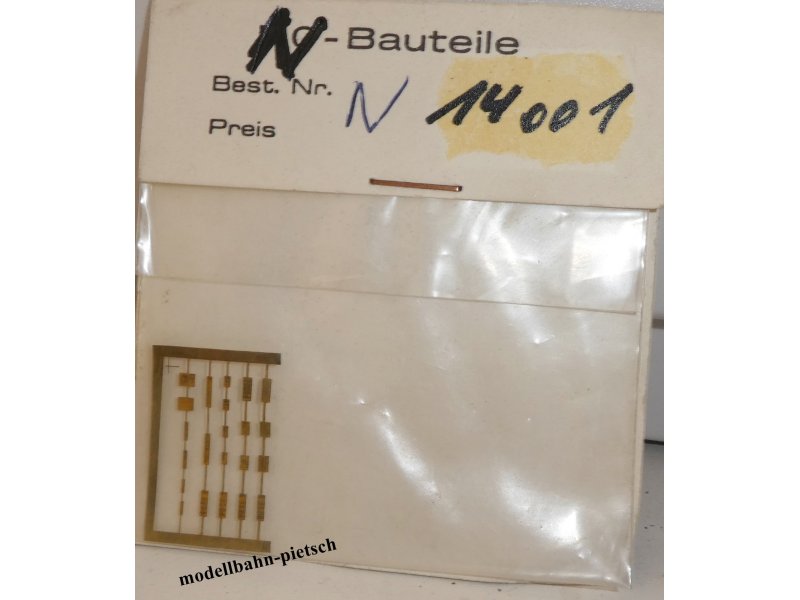 N-Bauteile
Best. Nr. N 14001
Preis
modellbahn-pietsch